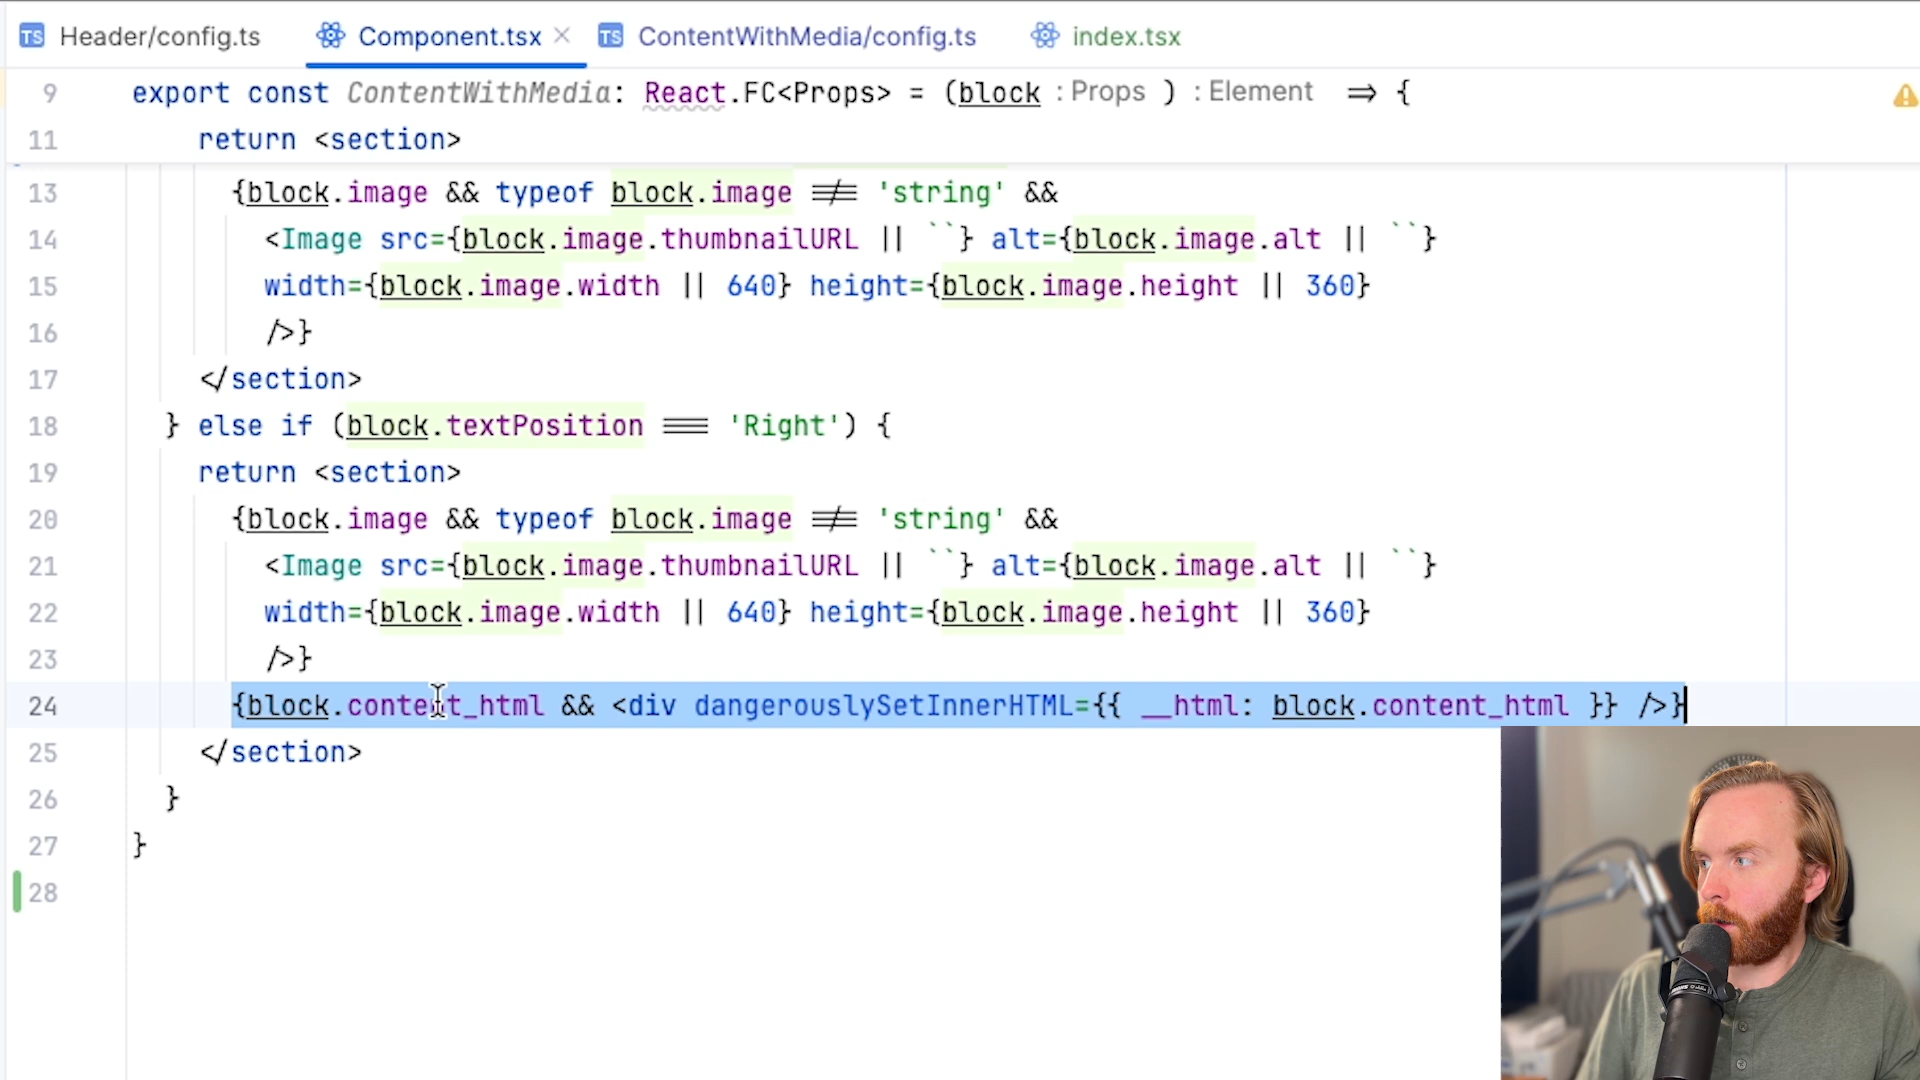 Header/config.ts Component.tsx ContentWithMedia/config.ts index.tsx
9 export const ContentWithMedia: React.FC<Props> = (block : Props ) : Element => {
11 return <section>
13 {block.image && typeof block.image !== 'string' &&
14 <Image src={block.image.thumbnailURL || ``} alt={block.image.alt || ``}
15 width={block.image.width || 640} height={block.image.height || 360}
16 />}
17 </section>
18 } else if (block.textPosition === 'Right') {
19 return <section>
20 {block.image && typeof block.image !== 'string' &&
21 <Image src={block.image.thumbnailURL || ``} alt={block.image.alt || ``}
22 width={block.image.width || 640} height={block.image.height || 360}
23 />}
24 {block.content_html && <div dangerouslySetInnerHTML={{ __html: block.content_html }} />}
25 </section>
26 }
27 }
28